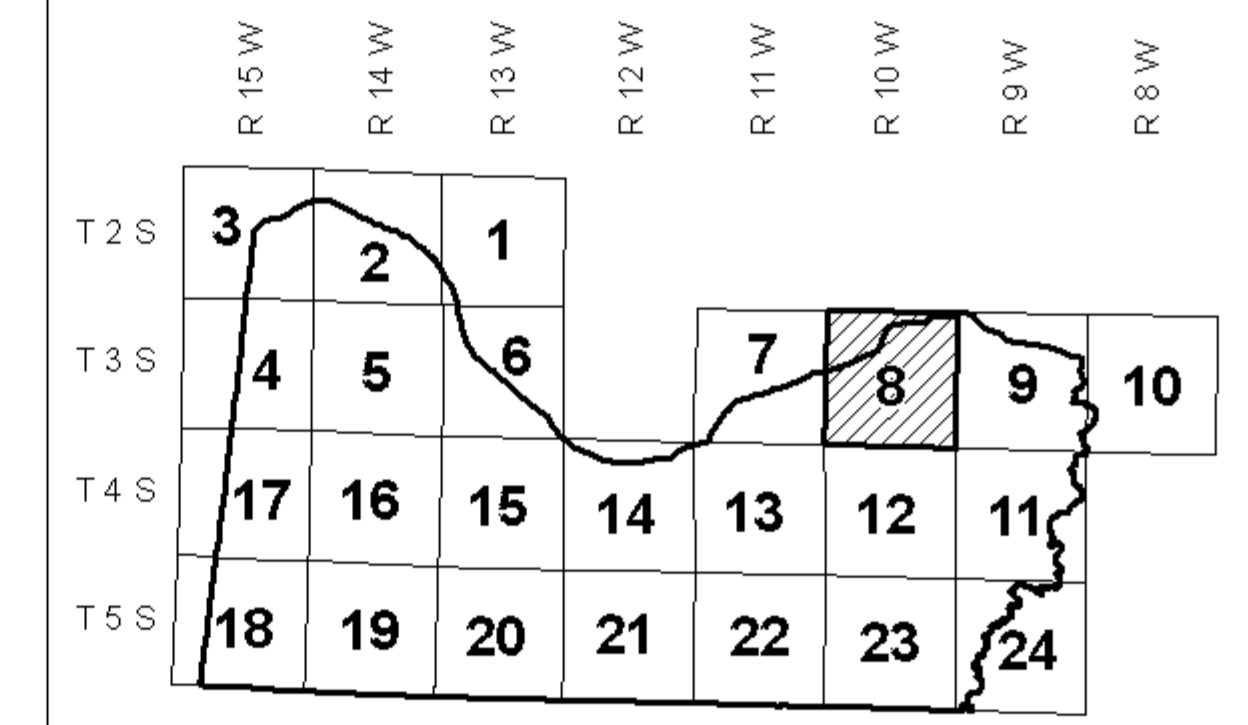 R 15 W R 14 W R 13 W R 12 W R 11 W R 10 W R 9 W R 8 W
T 2 S 3 2 1
T 3 S 4 5 6 7 8 9 10
T 4 S 17 16 15 14 13 12 11
T 5 S 18 19 20 21 22 23 24